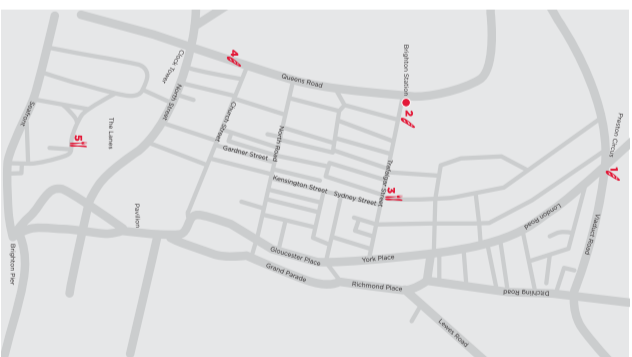 Clock Tower
4
Queens Road
Brighton Station
2
Preston Circus
1
Seafront
The Lanes
5
North Street
Church Street
North Road
Gardner Street
Kensington Street
Sydney Street
Trafalgar Street
3
London Road
Viaduct Road
Pavilion
Brighton Pier
Gloucester Place
York Place
Grand Parade
Richmond Place
Ditchling Road
Lewes Road